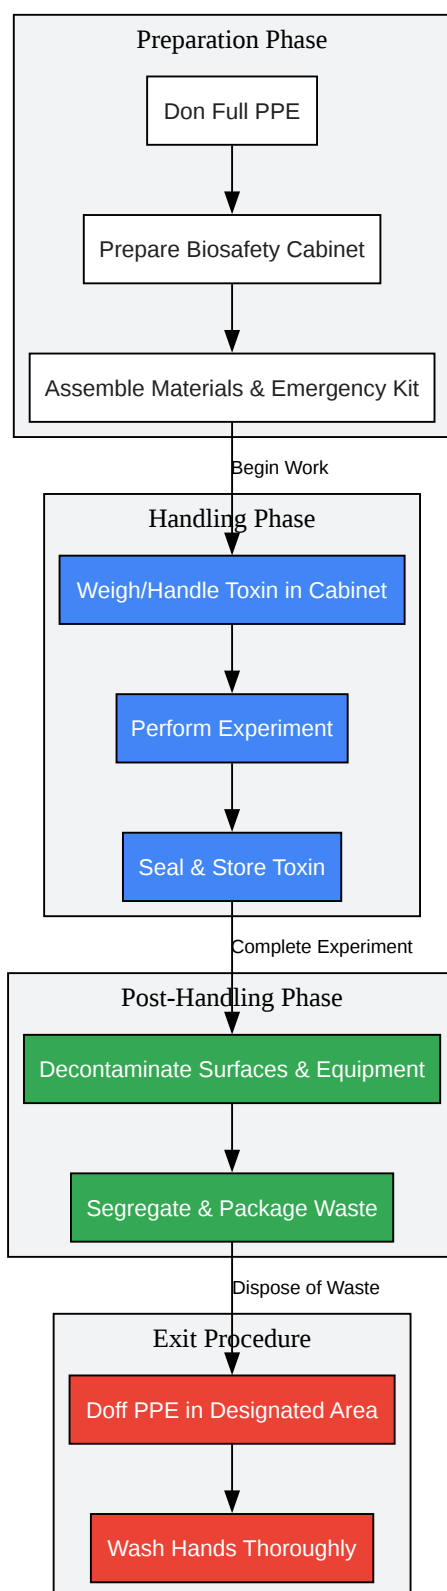 Preparation Phase
Don Full PPE
Prepare Biosafety Cabinet
Assemble Materials & Emergency Kit
Begin Work
Handling Phase
Weigh/Handle Toxin in Cabinet
Perform Experiment
Seal & Store Toxin
Complete Experiment
Post-Handling Phase
Decontaminate Surfaces & Equipment
Segregate & Package Waste
Dispose of Waste
Exit Procedure
Doff PPE in Designated Area
Wash Hands Thoroughly